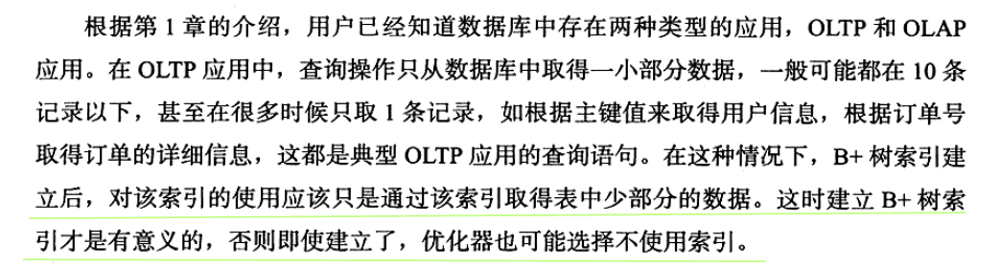 根据第 1 章的介绍，用户已经知道数据库中存在两种类型的应用，OLTP 和 OLAP
应用。在 OLTP 应用中，查询操作只从数据库中取得一小部分数据，一般可能都在 10 条
记录以下，甚至在很多时候只取 1 条记录，如根据主键值来取得用户信息，根据订单号
取得订单的详细信息，这都是典型 OLTP 应用的查询语句。在这种情况下，B+ 树索引建
立后，对该索引的使用应该只是通过该索引取得表中少部分的数据。这时建立 B+ 树索
引才是有意义的，否则即使建立了，优化器也可能选择不使用索引。